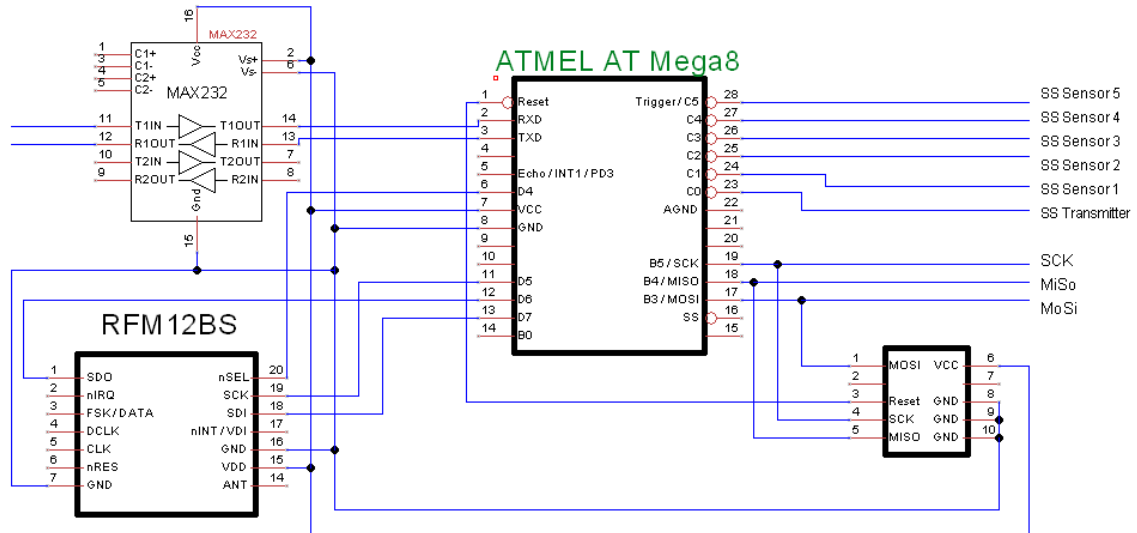 16
MAX232
Vcc
1 C1+ Vs+ 2
3 C1- Vs- 6
4 C2+
5 C2-
MAX232
11 T1IN T1OUT 14
12 R1OUT R1IN 13
10 T2IN T2OUT 7
9 R2OUT R2IN 8
Gnd
15
ATMEL AT Mega8
1 Reset Trigger/C5 28
2 RXD C4 27
3 TXD C3 26
4 C2 25
5 Echo/INT1/PD3 C1 24
6 D4 C0 23
7 VCC AGND 22
8 GND 21
9 20
10 B5/SCK 19
11 D5 B4/MISO 18
12 D6 B3/MOSI 17
13 D7 SS 16
14 B0 15
SS Sensor 5
SS Sensor 4
SS Sensor 3
SS Sensor 2
SS Sensor 1
SS Transmitter
SCK
MiSo
MoSi
RFM12BS
1 SDO nSEL 20
2 nIRQ SCK 19
3 FSK/DATA SDI 18
4 DCLK nINT/VDI 17
5 CLK GND 16
6 nRES VDD 15
7 GND ANT 14
1 MOSI VCC 6
2 7
3 Reset GND 8
4 SCK GND 9
5 MISO GND 10